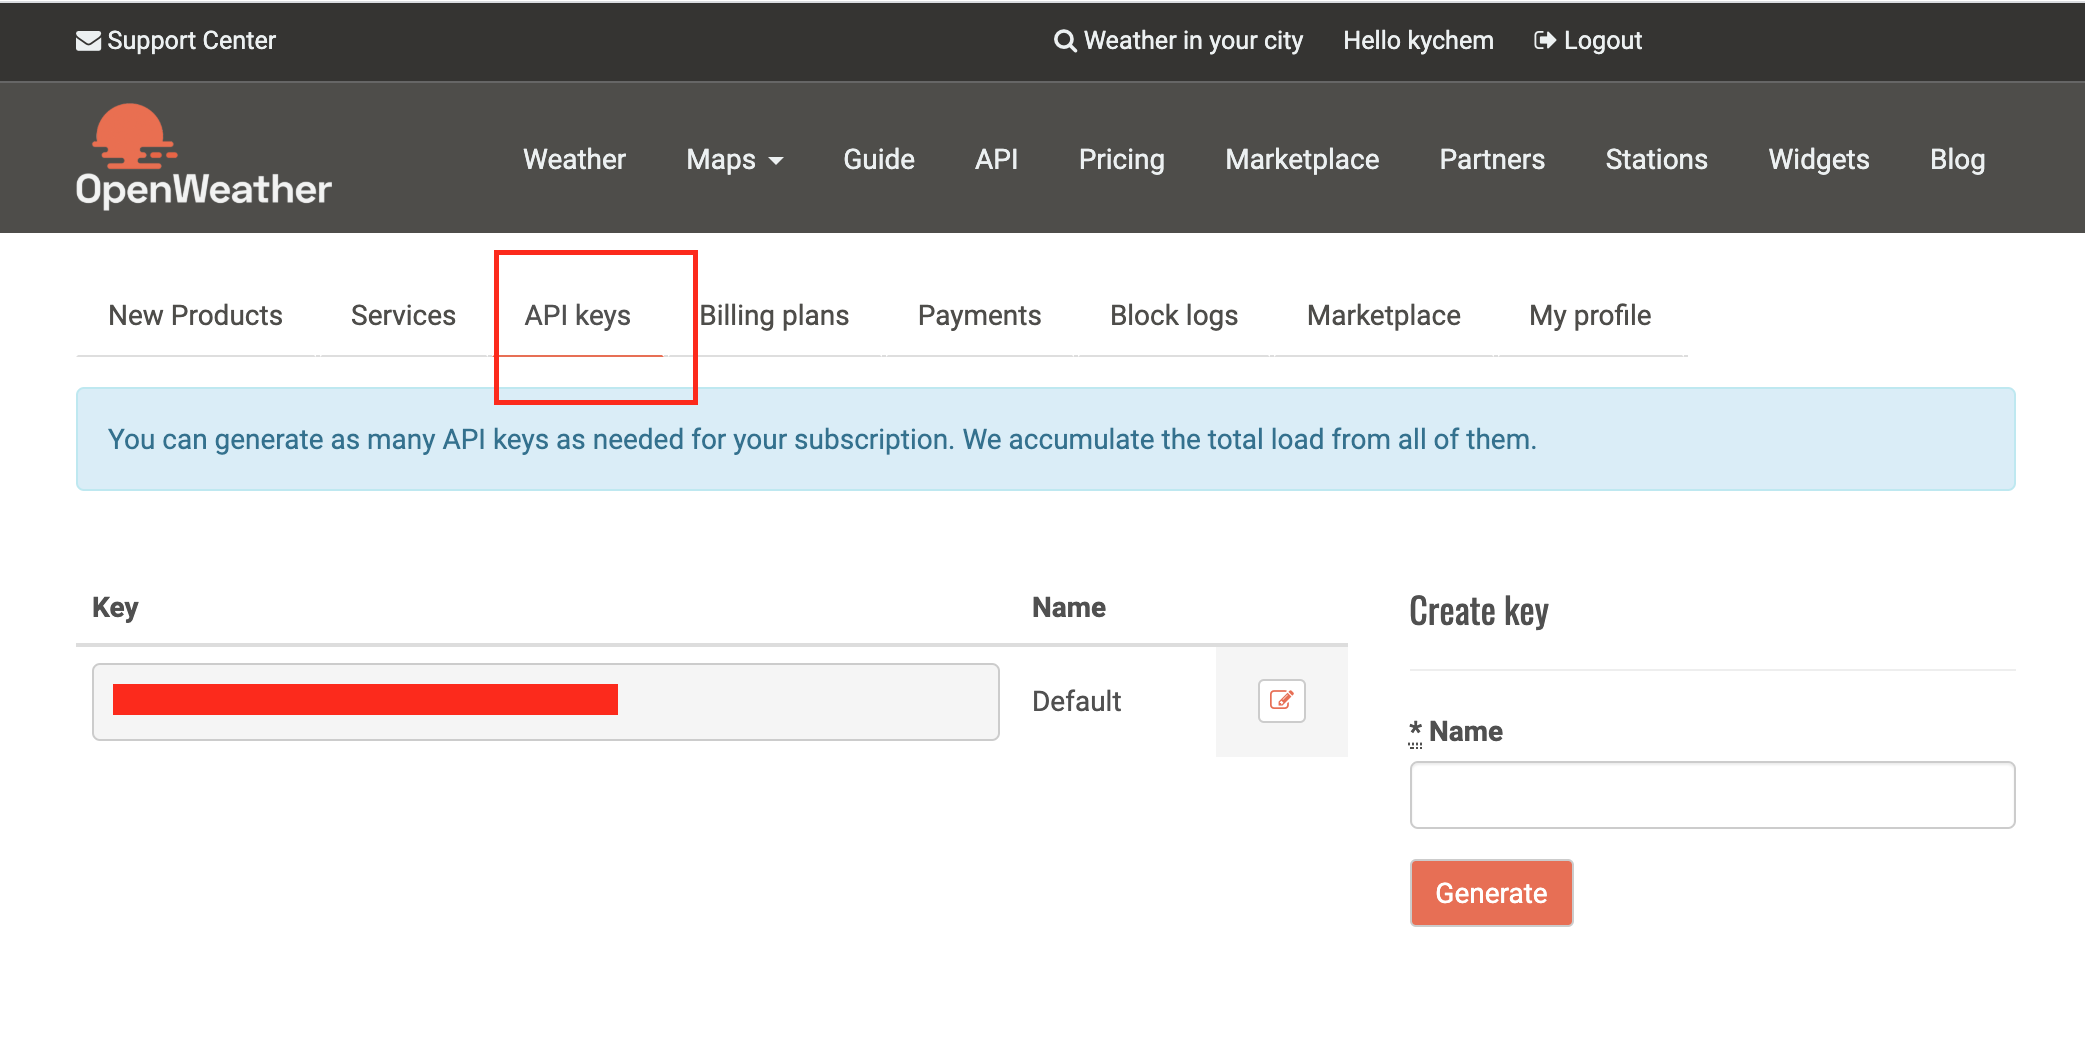 Support Center
Weather in your city
Hello kychem
Logout
OpenWeather
Weather
Maps
Guide
API
Pricing
Marketplace
Partners
Stations
Widgets
Blog
New Products
Services
API keys
Billing plans
Payments
Block logs
Marketplace
My profile
You can generate as many API keys as needed for your subscription. We accumulate the total load from all of them.
Key
Name
Default
Create key
* Name
Generate